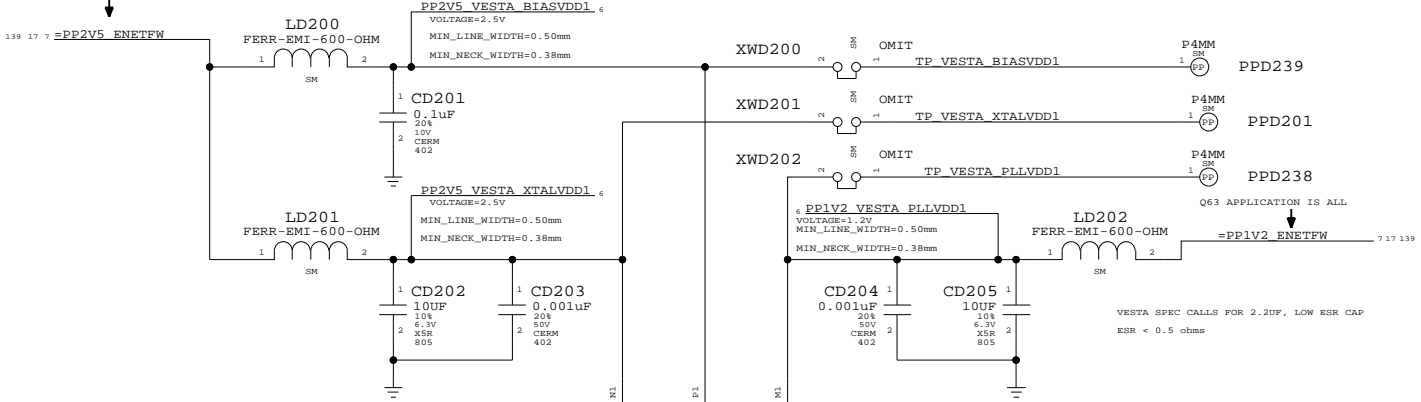 139 17 7 =PP2V5_ENETFW
LD200
FERR-EMI-600-OHM
1 2
SM
PP2V5_VESTA_BIASVDD1 6
VOLTAGE=2.5V
MIN_LINE_WIDTH=0.50mm
MIN_NECK_WIDTH=0.38mm
1 CD201
0.1uF
20%
10V
2 CERM
402
XWD200
2 SM 1
OMIT
TP_VESTA_BIASVDD1
P4MM
SM
1 PP
PPD239
XWD201
2 SM 1
OMIT
TP_VESTA_XTALVDD1
P4MM
SM
1 PP
PPD201
XWD202
2 SM 1
OMIT
TP_VESTA_PLLVDD1
P4MM
SM
1 PP
PPD238
Q63 APPLICATION IS ALL
LD201
FERR-EMI-600-OHM
1 2
SM
PP2V5_VESTA_XTALVDD1 6
VOLTAGE=2.5V
MIN_LINE_WIDTH=0.50mm
MIN_NECK_WIDTH=0.38mm
6 PP1V2_VESTA_PLLVDD1
VOLTAGE=1.2V
MIN_LINE_WIDTH=0.50mm
MIN_NECK_WIDTH=0.38mm
LD202
FERR-EMI-600-OHM
1 2
SM
=PP1V2_ENETFW 7 17 139
1 CD202
10UF
10%
6.3V
2 X5R
805
1 CD203
0.001uF
20%
50V
2 CERM
402
CD204 1
0.001uF
20%
50V
CERM 2
402
CD205 1
10UF
10%
6.3V
X5R 2
805
VESTA SPEC CALLS FOR 2.2UF, LOW ESR CAP
ESR < 0.5 ohms
N1
P1
M1